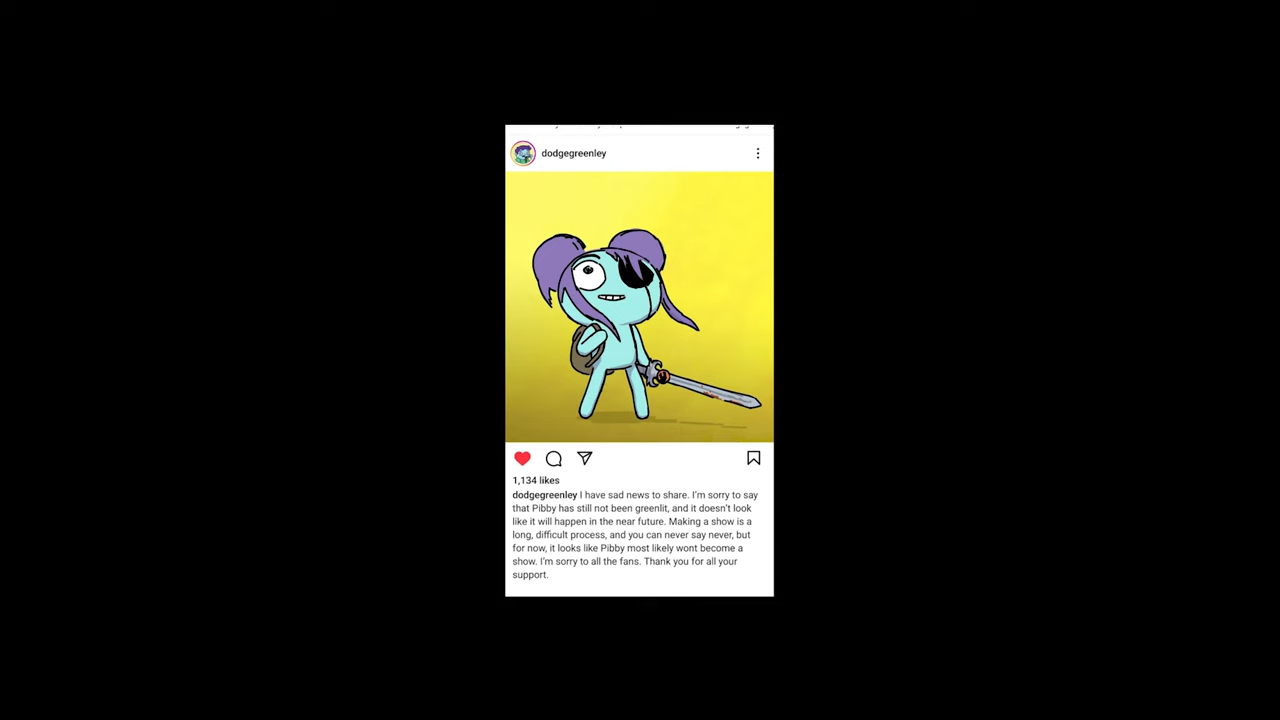 dodgegreenley
1,134 likes
dodgegreenley I have sad news to share. I'm sorry to say
that Pibby has still not been greenlit, and it doesn't look
like it will happen in the near future. Making a show is a
long, difficult process, and you can never say never, but
for now, it looks like Pibby most likely wont become a
show. I'm sorry to all the fans. Thank you for all your
support.